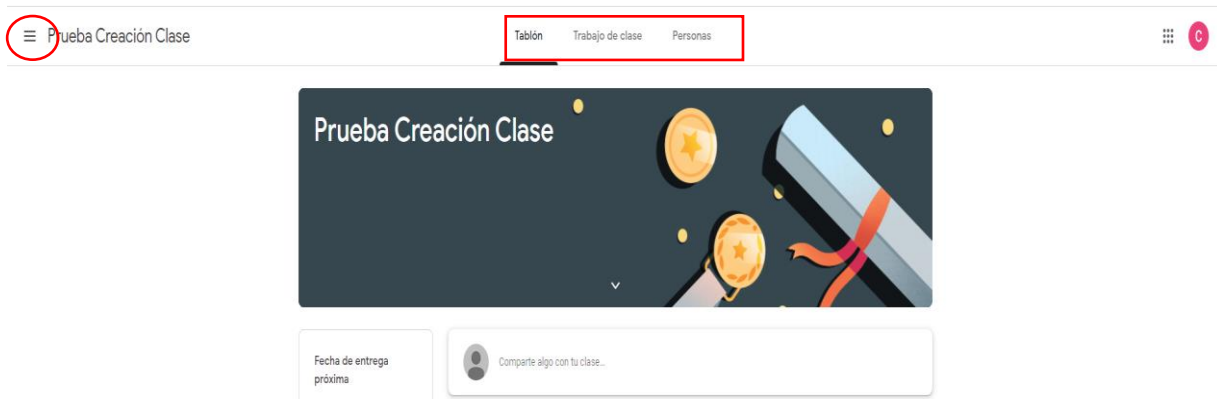 Prueba Creación Clase
Tablón Trabajo de clase Personas
C
Prueba Creación Clase
Fecha de entrega
próxima
Comparte algo con tu clase...